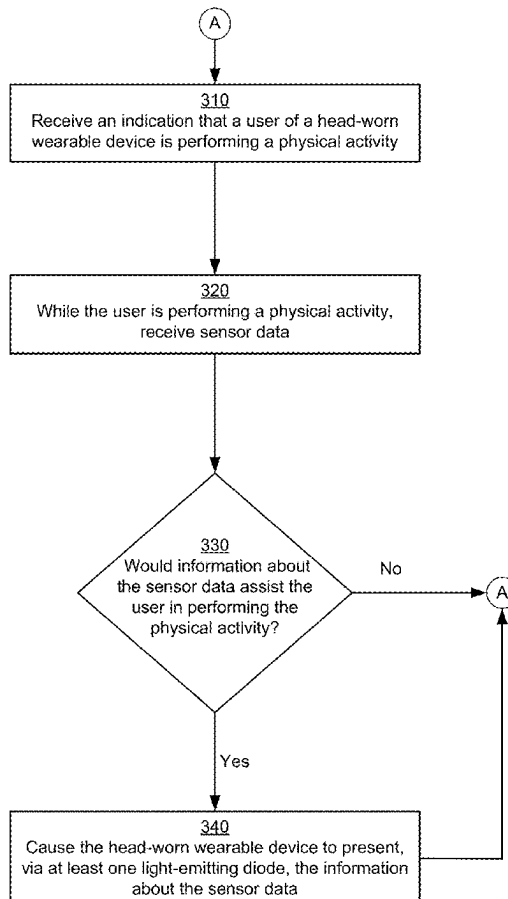 A
310
Receive an indication that a user of a head-worn
wearable device is performing a physical activity
320
While the user is performing a physical activity,
receive sensor data
330
Would information about
the sensor data assist the
user in performing the
physical activity?
No
A
Yes
340
Cause the head-worn wearable device to present,
via at least one light-emitting diode, the information
about the sensor data